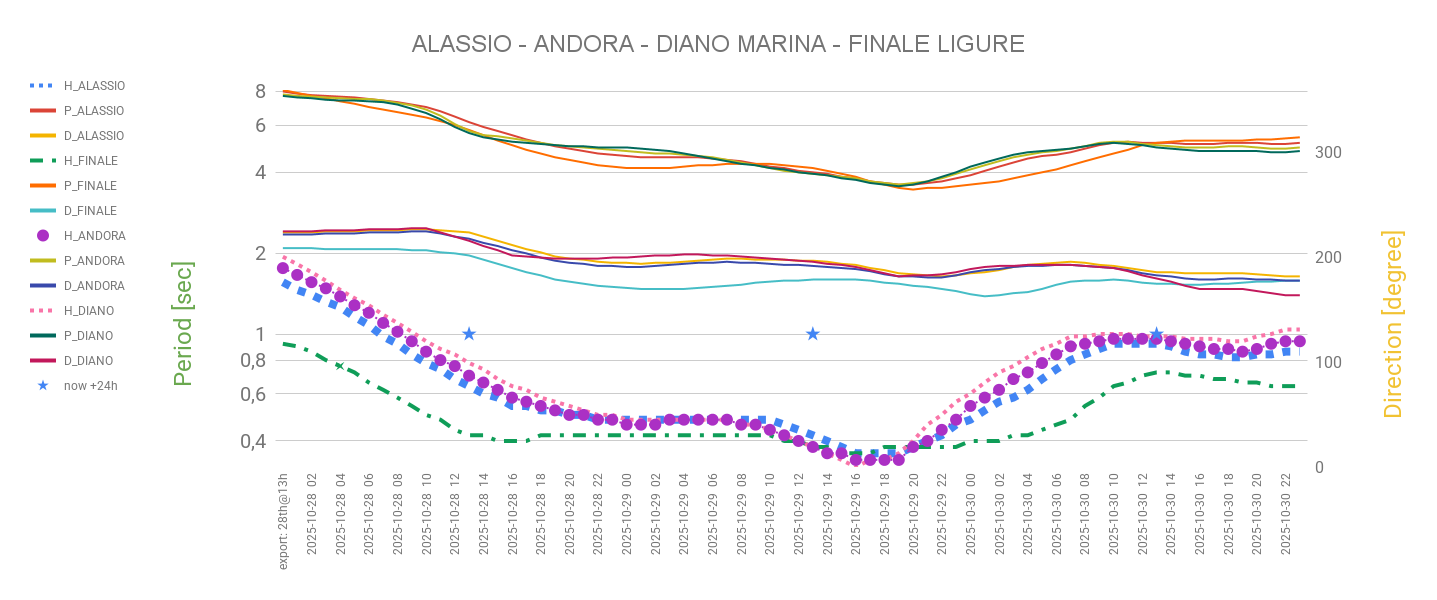 ALASSIO - ANDORA - DIANO MARINA - FINALE LIGURE
H_ALASSIO
P_ALASSIO
D_ALASSIO
H_FINALE
P_FINALE
D_FINALE
H_ANDORA
P_ANDORA
D_ANDORA
H_DIANO
P_DIANO
D_DIANO
now +24h
Period [sec]
8
6
4
2
1
0,8
0,6
0,4
300
200
100
0
Direction [degree]
export: 28th@13h
2025-10-28 02
2025-10-28 04
2025-10-28 06
2025-10-28 08
2025-10-28 10
2025-10-28 12
2025-10-28 14
2025-10-28 16
2025-10-28 18
2025-10-28 20
2025-10-28 22
2025-10-29 00
2025-10-29 02
2025-10-29 04
2025-10-29 06
2025-10-29 08
2025-10-29 10
2025-10-29 12
2025-10-29 14
2025-10-29 16
2025-10-29 18
2025-10-29 20
2025-10-29 22
2025-10-30 00
2025-10-30 02
2025-10-30 04
2025-10-30 06
2025-10-30 08
2025-10-30 10
2025-10-30 12
2025-10-30 14
2025-10-30 16
2025-10-30 18
2025-10-30 20
2025-10-30 22